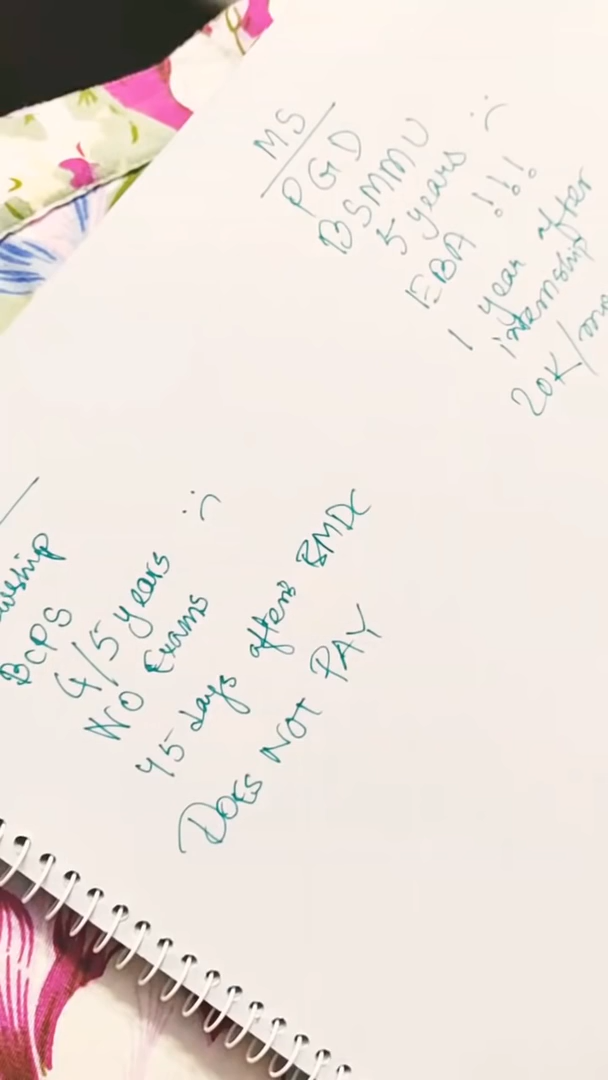 MS
PGD
BSMMU
5 years :(
EBA !!!
1 year after
internship
20K/mo
BCPS
4/5 years :(
NO Exams
45 days after BMDC
DOES NOT PAY